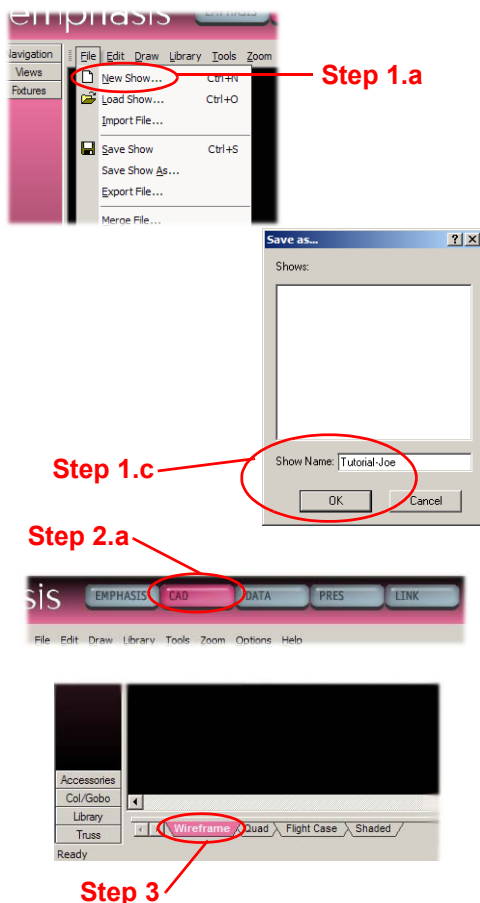 emphasis
Navigation File Edit Draw Library Tools Zoom
Views New Show... Ctrl+N Step 1.a
Fixtures Load Show... Ctrl+O
Import File...
Save Show Ctrl+S
Save Show As...
Export File...
Merge File...
Save as...
Shows:
Show Name: Tutorial-Joe
Step 1.c
OK Cancel
Step 2.a
sis EMPHASIS CAD DATA PRES LINK
File Edit Draw Library Tools Zoom Options Help
Accessories
Col/Gobo
Library
Truss Wireframe Quad Flight Case Shaded
Ready
Step 3